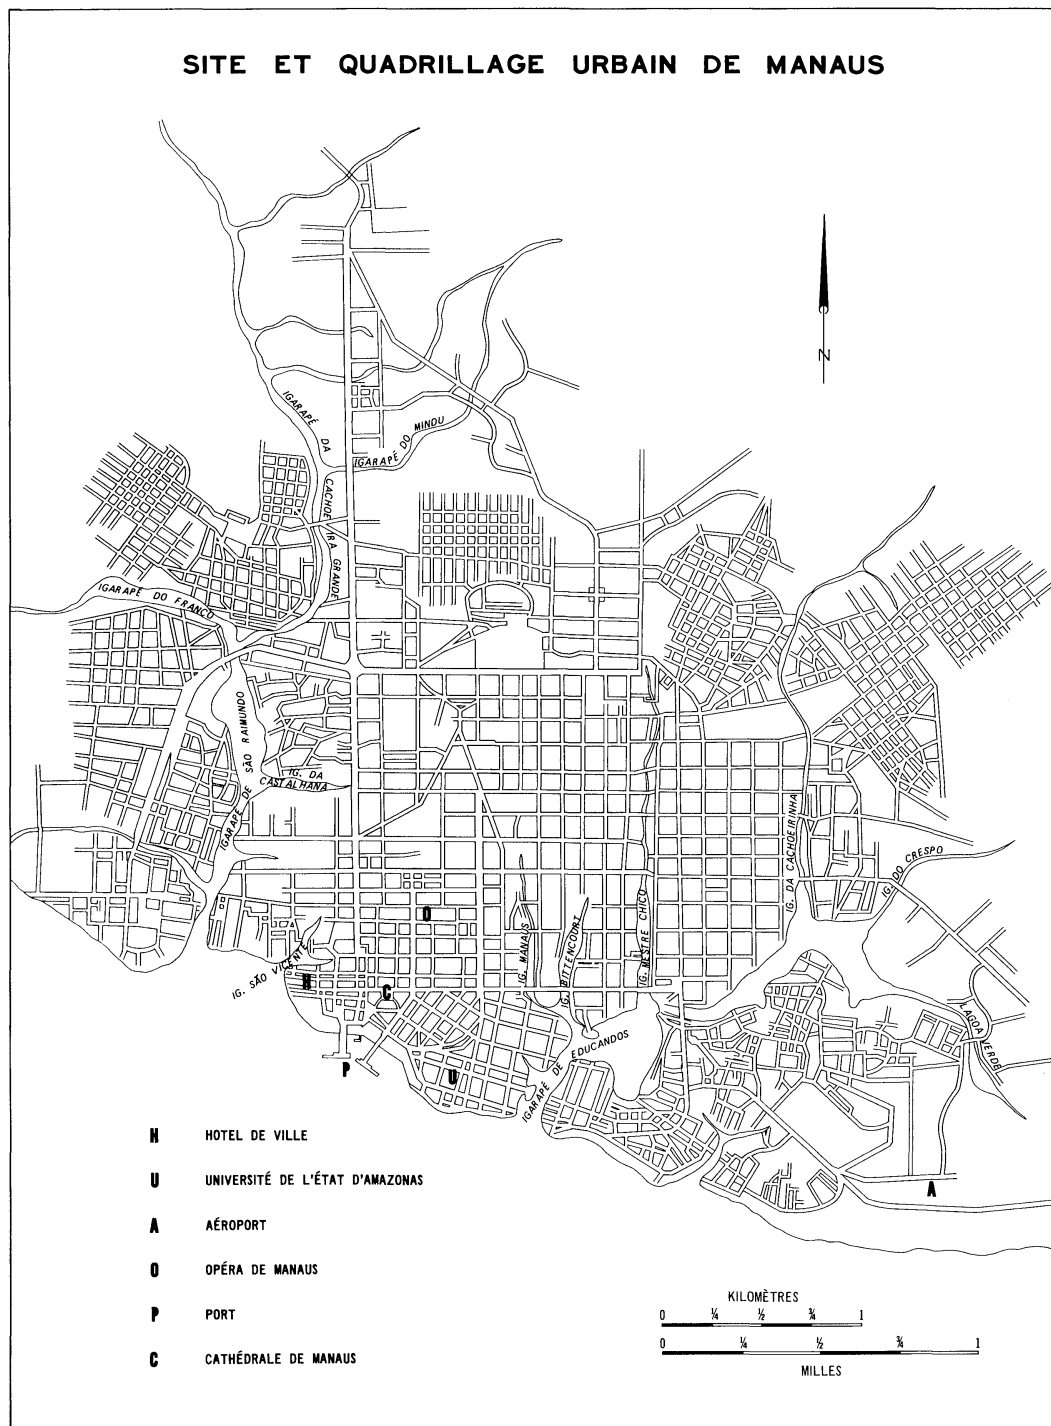 SITE ET QUADRILLAGE URBAIN DE MANAUS
N
IGARAPÉ DA CACHOEIRA GRANDE
IGARAPÉ DO MINDU
IGARAPÉ DO FRANCO
IGARAPÉ DE SÃO RAIMUNDO
IG. DA
CASTALHANA
IG. DA CACHOEIRINHA
IG. DO CRESPO
O
IG. MANAUS
IG. BITTENCOURT
IG. MESTRE CHICO
IG. SÃO VICENTE
H
C
LAGOA VERDE
IGARAPÉ DE EDUCANDOS
P
U
A
H HOTEL DE VILLE
U UNIVERSITÉ DE L'ÉTAT D'AMAZONAS
A AÉROPORT
O OPÉRA DE MANAUS
P PORT
C CATHÉDRALE DE MANAUS
KILOMÈTRES
0 ¼ ½ ¾ 1
0 ¼ ½ ¾ 1
MILLES